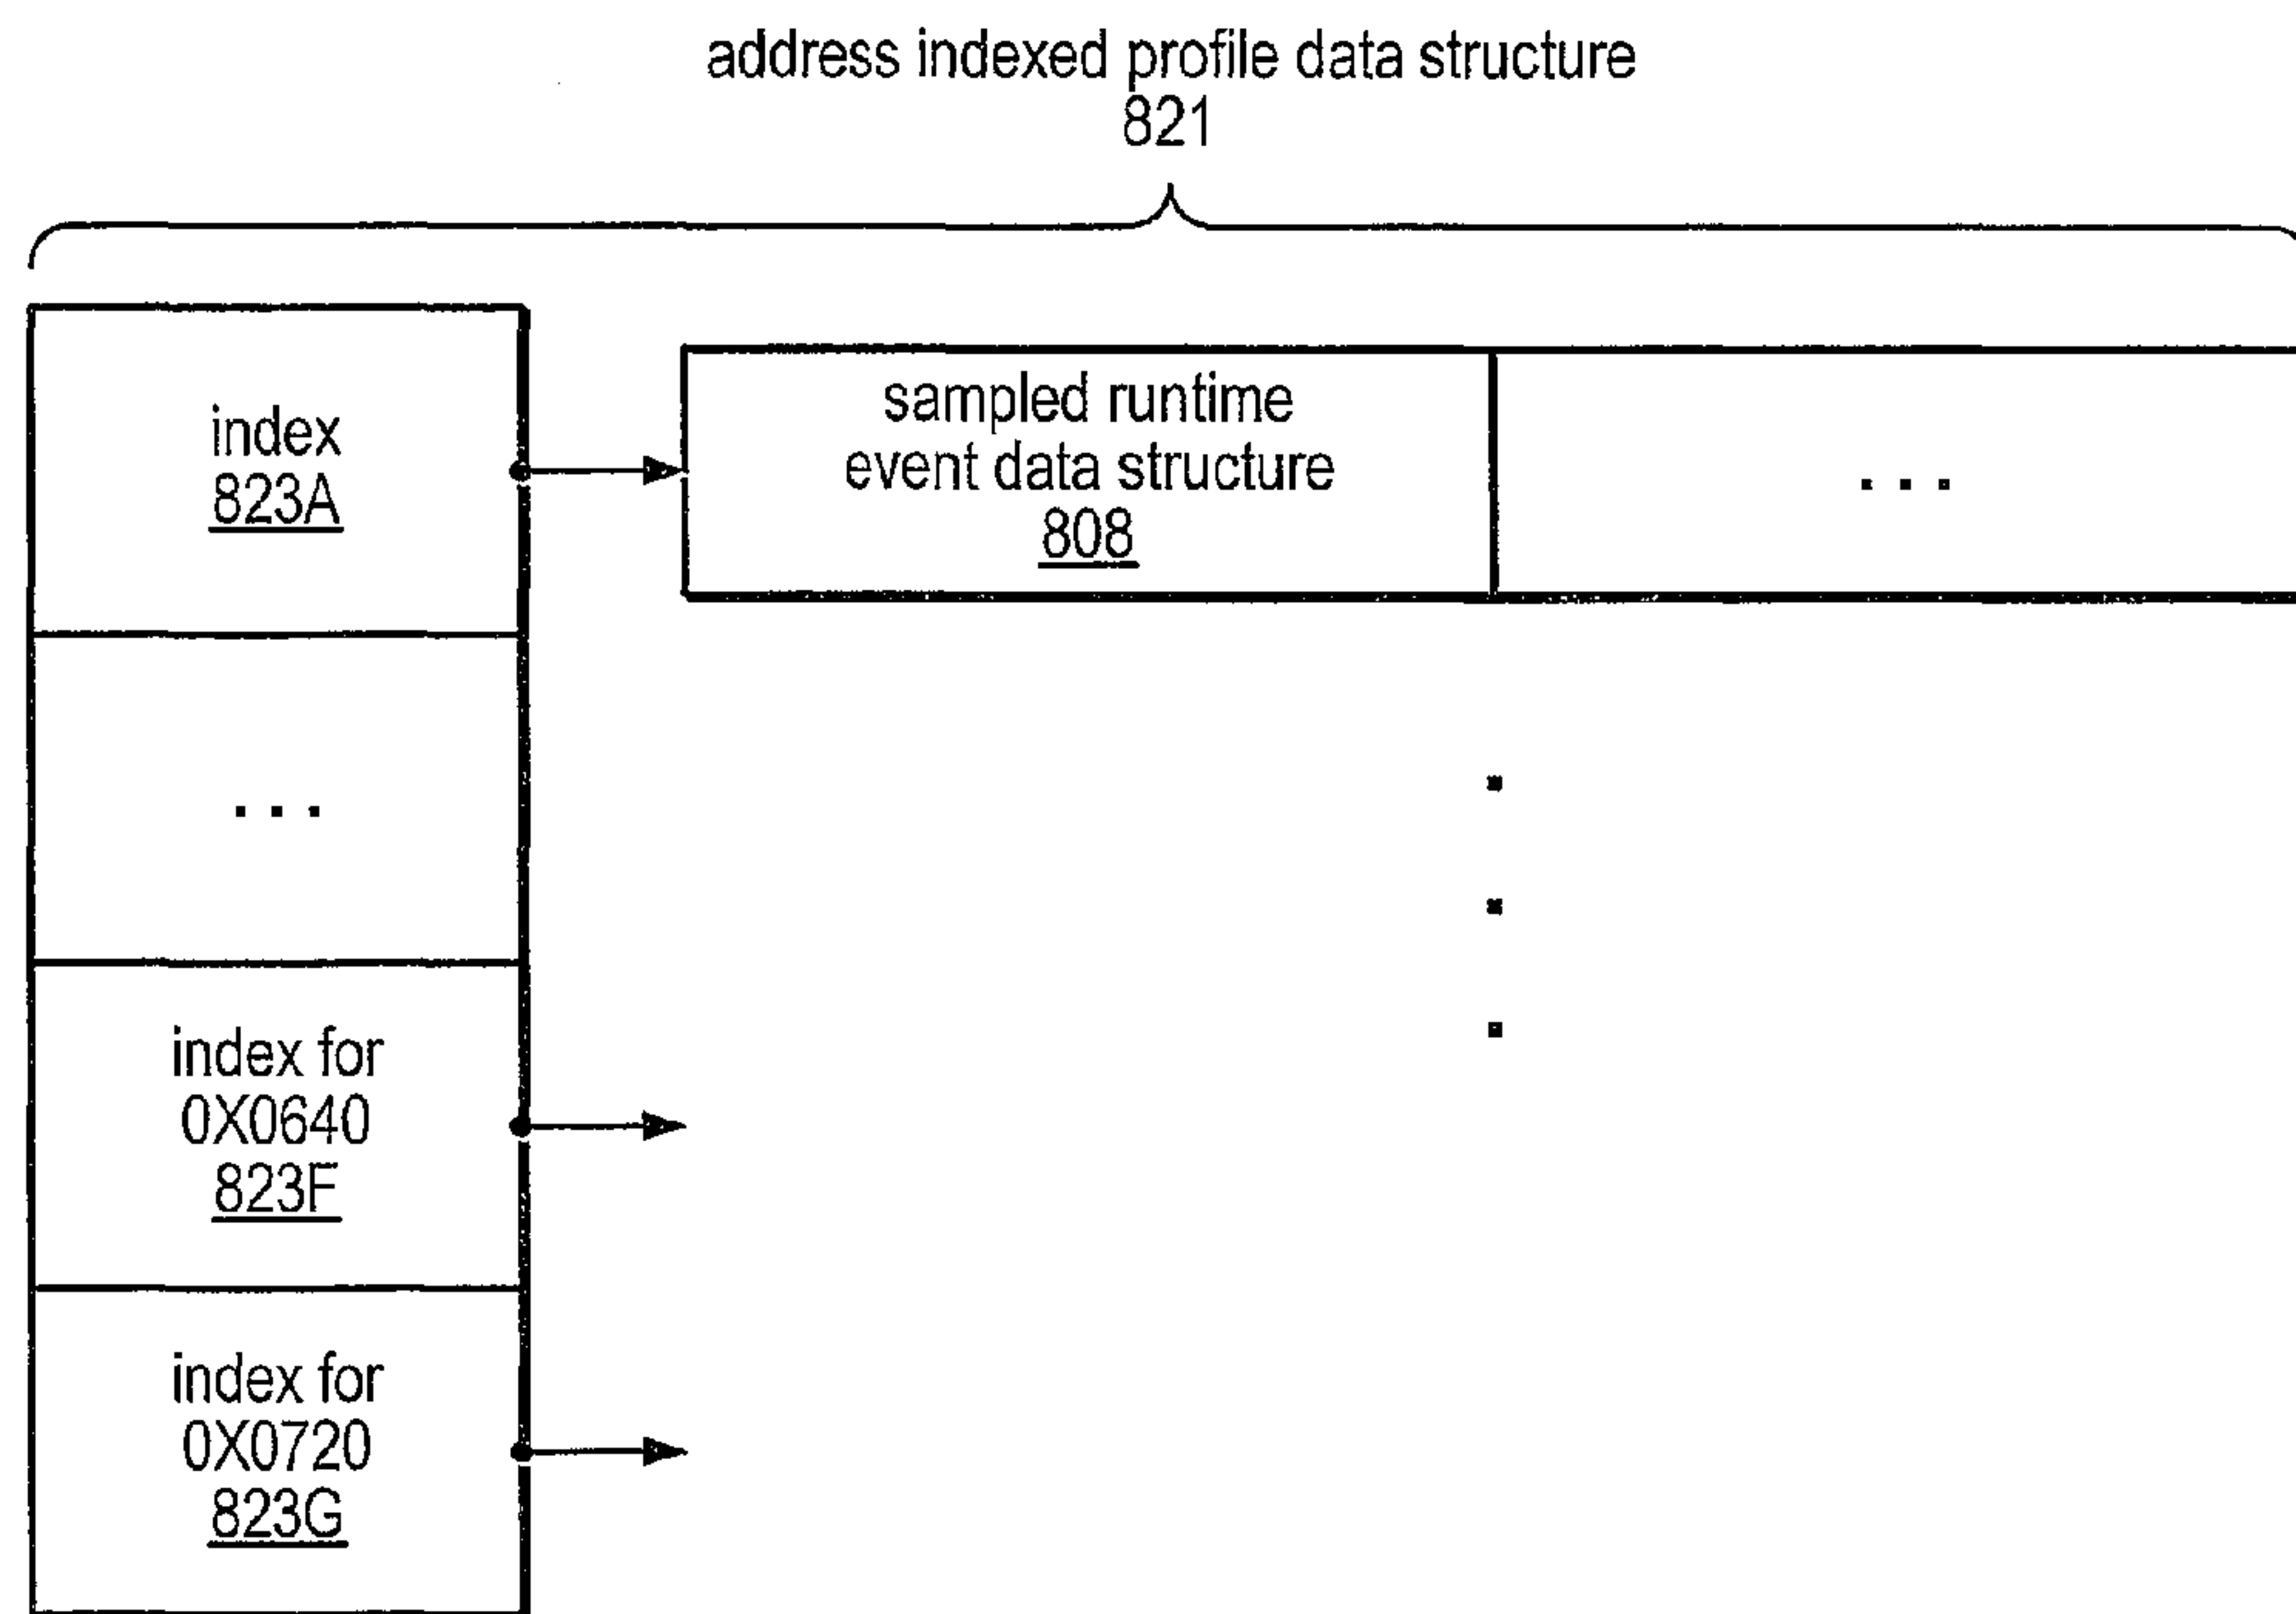 address indexed profile data structure
821
index
823A
sampled runtime
event data structure
808
. . .
. . .
index for
0X0640
823F
index for
0X0720
823G